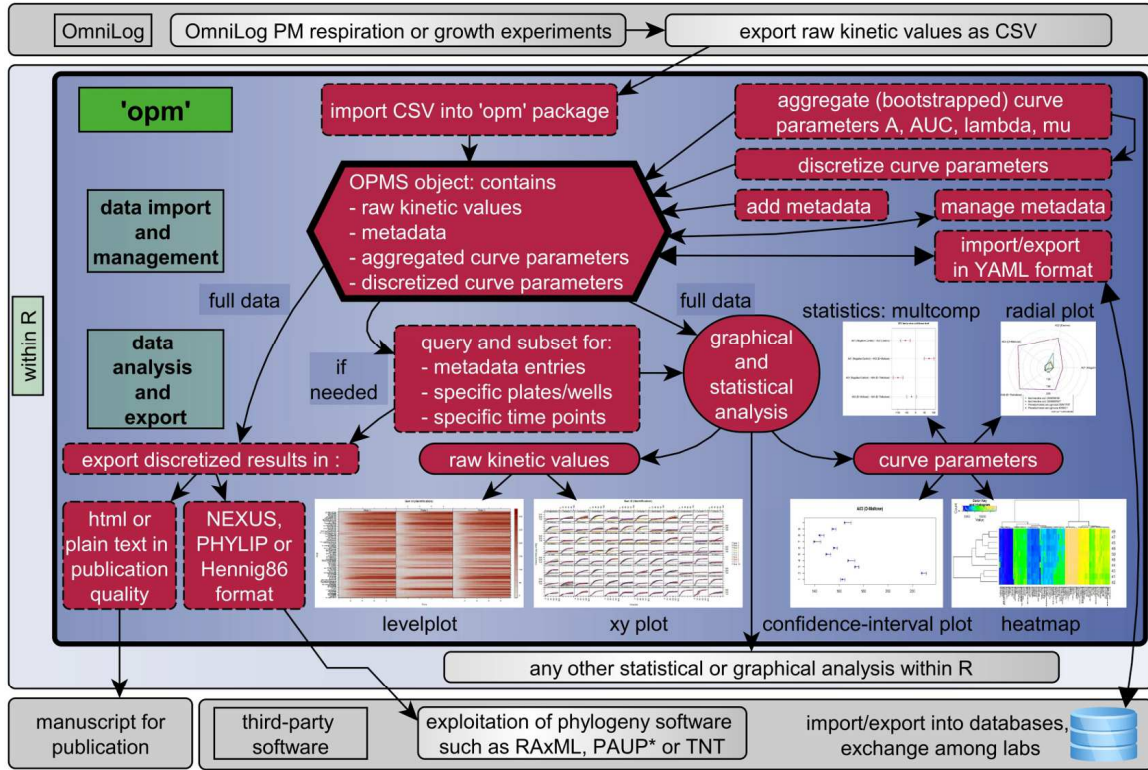 OmniLog
OmniLog PM respiration or growth experiments
export raw kinetic values as CSV
within R
'opm'
import CSV into 'opm' package
aggregate (bootstrapped) curve
parameters A, AUC, lambda, mu
discretize curve parameters
data import
and
management
OPMS object: contains
- raw kinetic values
- metadata
- aggregated curve parameters
- discretized curve parameters
add metadata
manage metadata
import/export
in YAML format
full data
full data
if
needed
data
analysis
and
export
query and subset for:
- metadata entries
- specific plates/wells
- specific time points
graphical
and
statistical
analysis
statistics: multcomp
radial plot
export discretized results in :
raw kinetic values
curve parameters
html or
plain text in
publication
quality
NEXUS,
PHYLIP or
Hennig86
format
levelplot
xy plot
confidence-interval plot
heatmap
any other statistical or graphical analysis within R
manuscript for
publication
third-party
software
exploitation of phylogeny software
such as RAxML, PAUP* or TNT
import/export into databases,
exchange among labs